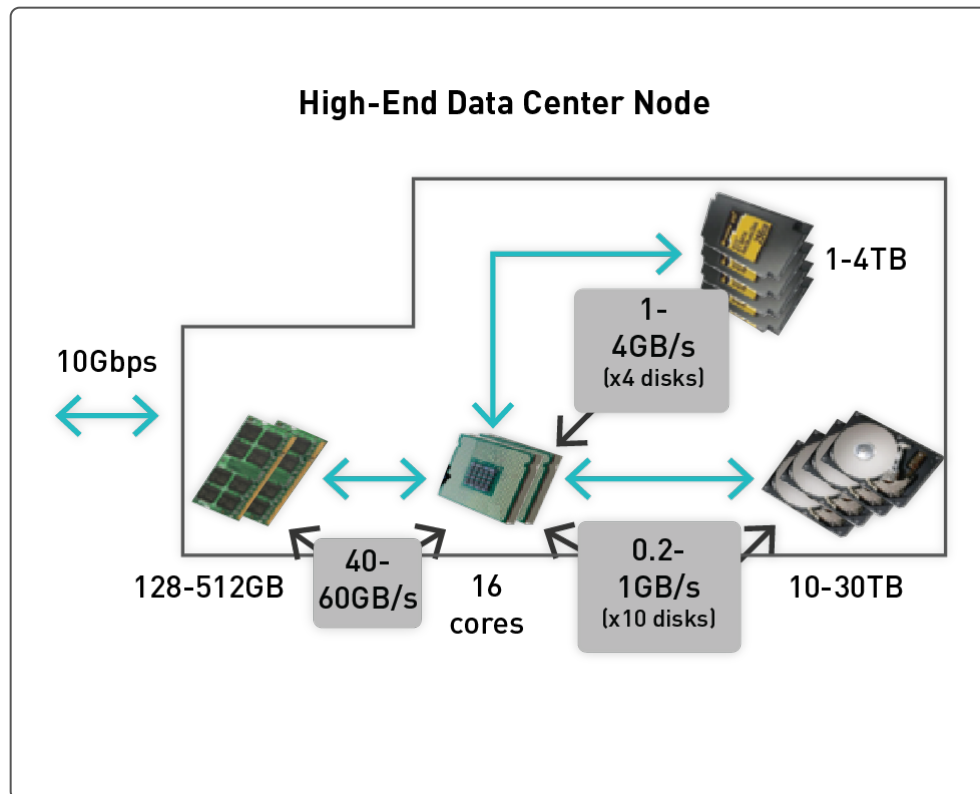 High-End Data Center Node
1-4TB
1-
4GB/s
(x4 disks)
10Gbps
128-512GB
40-
60GB/s
16
cores
0.2-
1GB/s
(x10 disks)
10-30TB